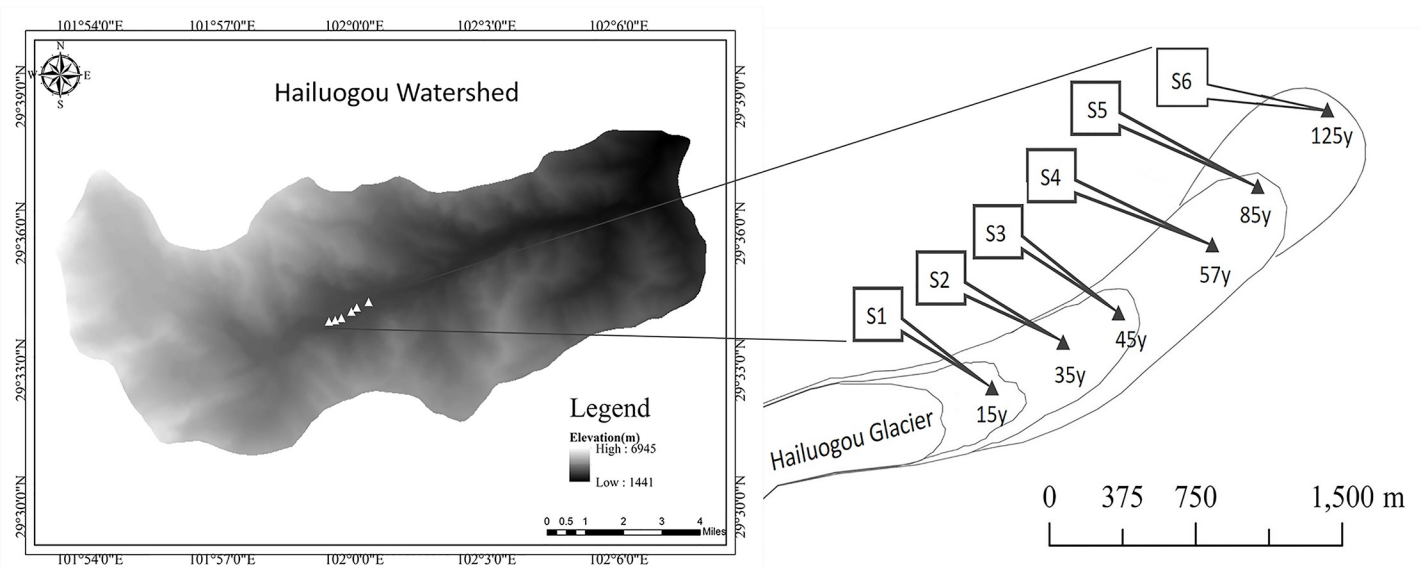 101°54'0"E 101°57'0"E 102°0'0"E 102°3'0"E 102°6'0"E
N
W E
S
Hailuogou Watershed
29°39'0"N
29°36'0"N
29°33'0"N
29°30'0"N
29°39'0"N
29°36'0"N
29°33'0"N
29°30'0"N
Legend
Elevation(m)
High : 6945
Low : 1441
0 0.5 1 2 3 4
Miles
101°54'0"E 101°57'0"E 102°0'0"E 102°3'0"E 102°6'0"E
S6
125y
S5
85y
S4
57y
S3
45y
S2
35y
S1
15y
Hailuogou Glacier
0 375 750 1,500 m